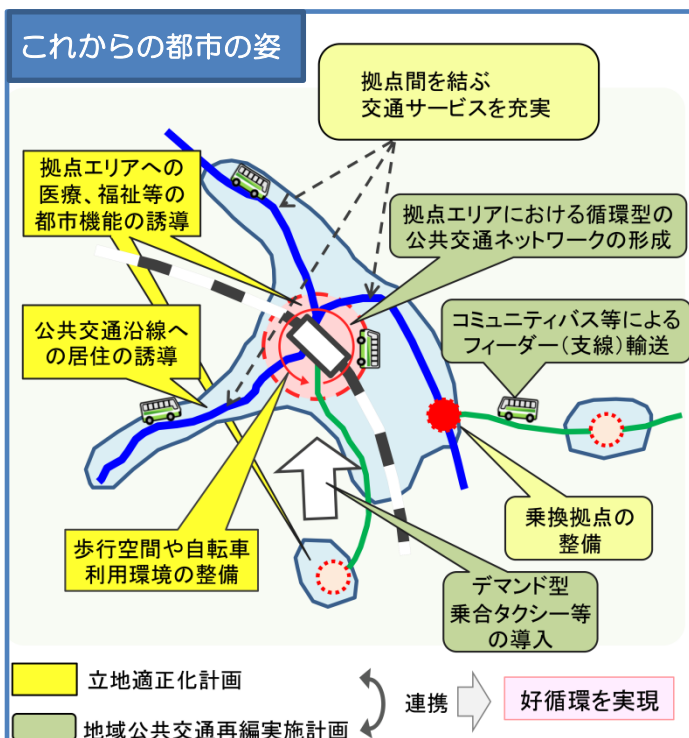 これからの都市の姿
拠点間を結ぶ
交通サービスを充実
拠点エリアへの
医療、福祉等の
都市機能の誘導
拠点エリアにおける循環型の
公共交通ネットワークの形成
公共交通沿線へ
の居住の誘導
コミュニティバス等による
フィーダー(支線)輸送
歩行空間や自転車
利用環境の整備
乗換拠点の
整備
デマンド型
乗合タクシー等
の導入
立地適正化計画
連携
好循環を実現
地域公共交通再編実施計画